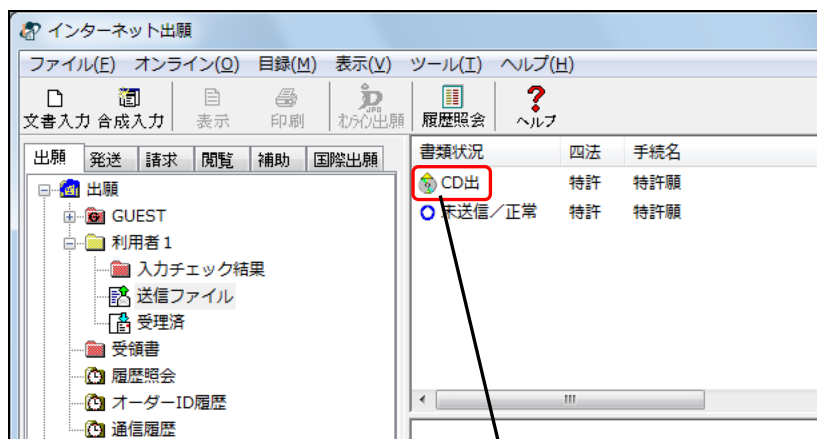 インターネット出願
ファイル(F) オンライン(O) 目録(M) 表示(V) ツール(T) ヘルプ(H)
文書入力 合成入力 表示 印刷 オンライン出願 履歴照会 ヘルプ
出願 発送 請求 閲覧 補助 国際出願
書類状況 四法 手続名
CD出 特許 特許願
未送信／正常 特許 特許願
出願
GUEST
利用者1
入力チェック結果
送信ファイル
受理済
受領書
履歴照会
オーダーID履歴
通信履歴